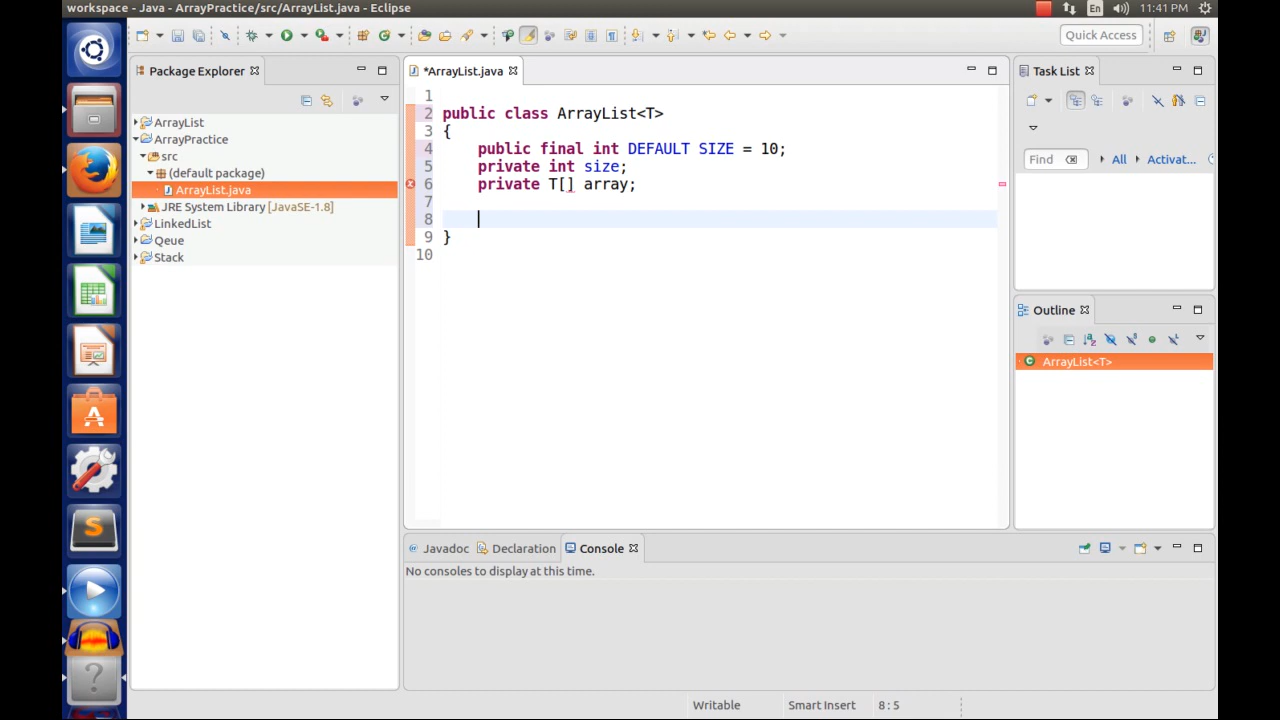 workspace - Java - ArrayPractice/src/ArrayList.java - Eclipse
En
11:41 PM
Quick Access
Package Explorer
*ArrayList.java
Task List
ArrayList
ArrayPractice
src
(default package)
ArrayList.java
JRE System Library [JavaSE-1.8]
LinkedList
Qeue
Stack
1
2 public class ArrayList<T>
3 {
4 public final int DEFAULT SIZE = 10;
5 private int size;
6 private T[] array;
7
8
9 }
10
Find
All
Activat...
Outline
ArrayList<T>
@ Javadoc
Declaration
Console
No consoles to display at this time.
Writable
Smart Insert
8 : 5